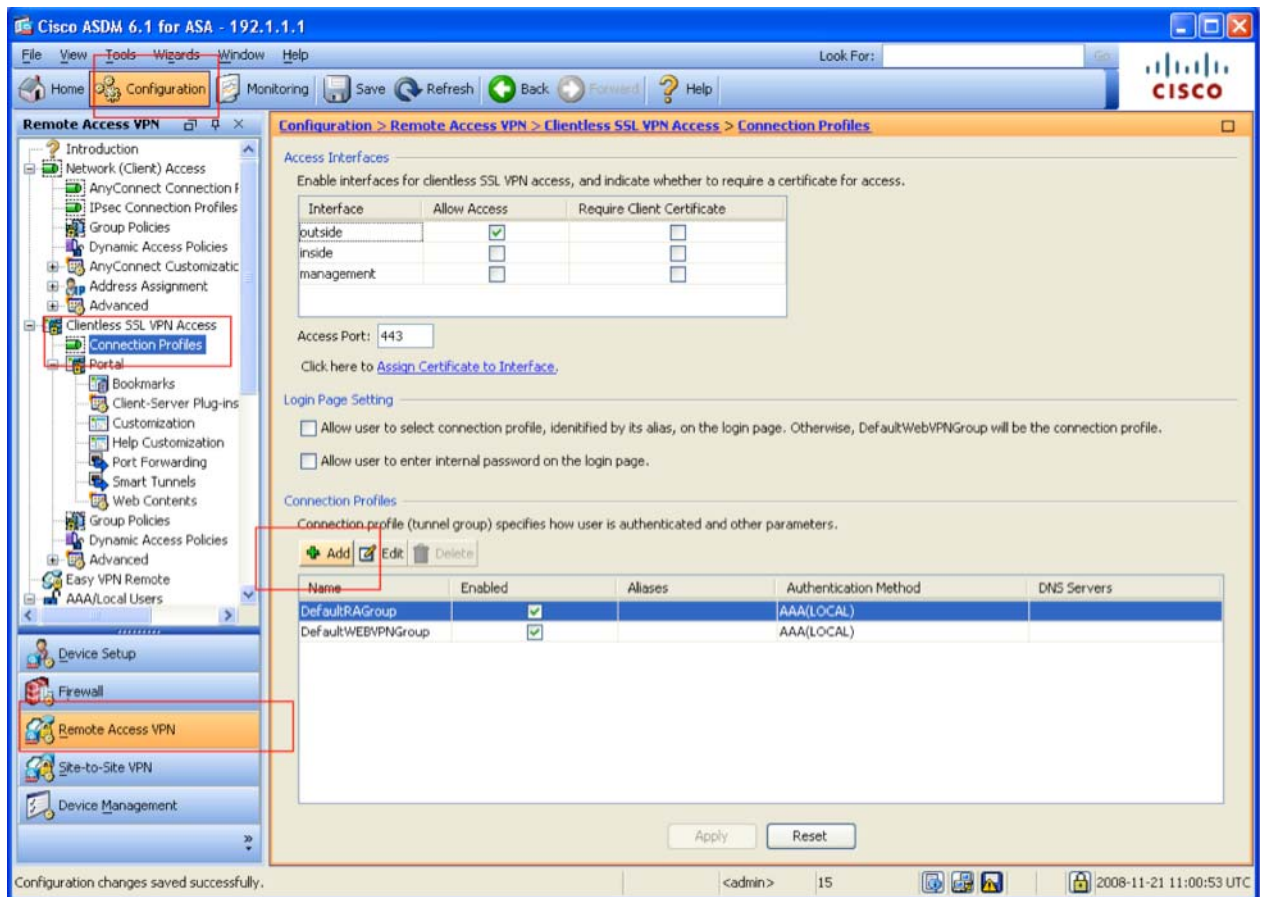 Cisco ASDM 6.1 for ASA - 192.1.1.1
File View Tools Wizards Window Help Look For: Go
Home Configuration Monitoring Save Refresh Back Forward Help
CISCO
Remote Access VPN
Introduction
Network (Client) Access
AnyConnect Connection P
IPsec Connection Profiles
Group Policies
Dynamic Access Policies
AnyConnect Customizatic
Address Assignment
Advanced
Clientless SSL VPN Access
Connection Profiles
Portal
Bookmarks
Client-Server Plug-ins
Customization
Help Customization
Port Forwarding
Smart Tunnels
Web Contents
Group Policies
Dynamic Access Policies
Advanced
Easy VPN Remote
AAA/Local Users
Device Setup
Firewall
Remote Access VPN
Site-to-Site VPN
Device Management
Configuration > Remote Access VPN > Clientless SSL VPN Access > Connection Profiles
Access Interfaces
Enable interfaces for clientless SSL VPN access, and indicate whether to require a certificate for access.
Interface Allow Access Require Client Certificate
outside
inside
management
Access Port: 443
Click here to Assign Certificate to Interface.
Login Page Setting
Allow user to select connection profile, idenitified by its alias, on the login page. Otherwise, DefaultWebVPNGroup will be the connection profile.
Allow user to enter internal password on the login page.
Connection Profiles
Connection profile (tunnel group) specifies how user is authenticated and other parameters.
Add Edit Delete
Name Enabled Aliases Authentication Method DNS Servers
DefaultRAGroup AAA(LOCAL)
DefaultWEBVPNGroup AAA(LOCAL)
Apply Reset
Configuration changes saved successfully. <admin> 15 2008-11-21 11:00:53 UTC